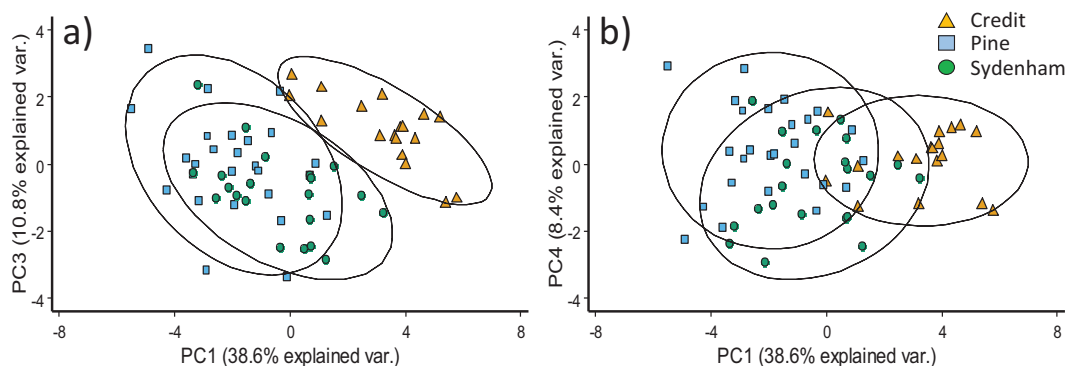 a)
PC3 (10.8% explained var.)
4
2
0
-2
-4
-8
-4
0
4
8
PC1 (38.6% explained var.)
b)
Credit
Pine
Sydenham
PC4 (8.4% explained var.)
4
2
0
-2
-4
-8
-4
0
4
8
PC1 (38.6% explained var.)